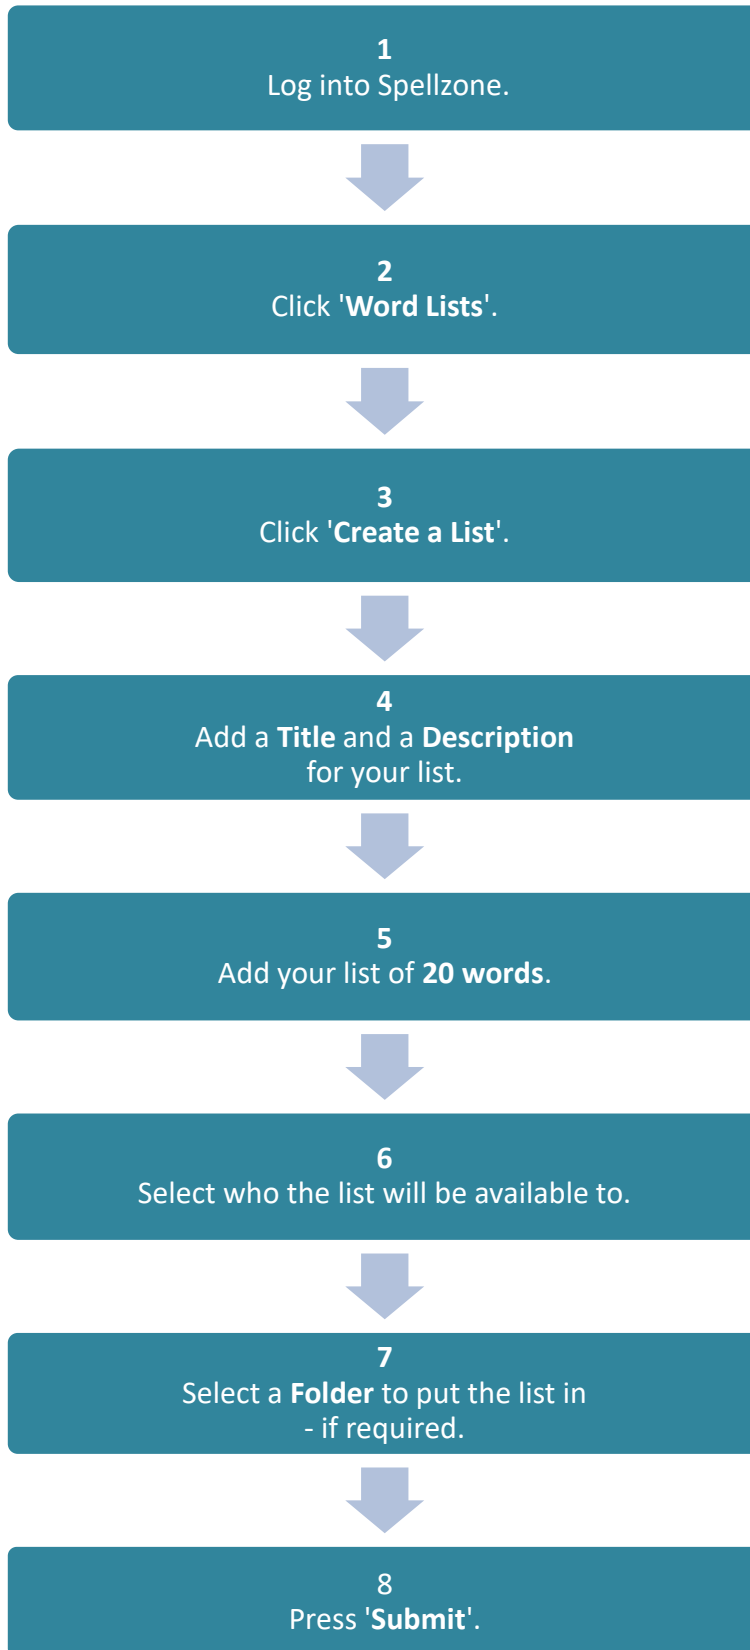 1
Log into Spellzone.
2
Click 'Word Lists'.
3
Click 'Create a List'.
4
Add a Title and a Description
for your list.
5
Add your list of 20 words.
6
Select who the list will be available to.
7
Select a Folder to put the list in
- if required.
8
Press 'Submit'.